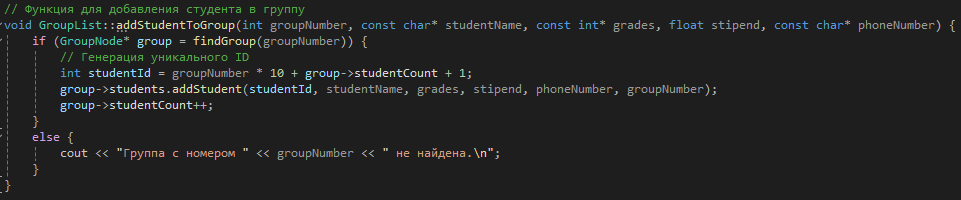 // Функция для добавления студента в группу
void GroupList::addStudentToGroup(int groupNumber, const char* studentName, const int* grades, float stipend, const char* phoneNumber) {
if (GroupNode* group = findGroup(groupNumber)) {
// Генерация уникального ID
int studentId = groupNumber * 10 + group->studentCount + 1;
group->students.addStudent(studentId, studentName, grades, stipend, phoneNumber, groupNumber);
group->studentCount++;
}
else {
cout << "Группа с номером " << groupNumber << " не найдена.\n";
}
}